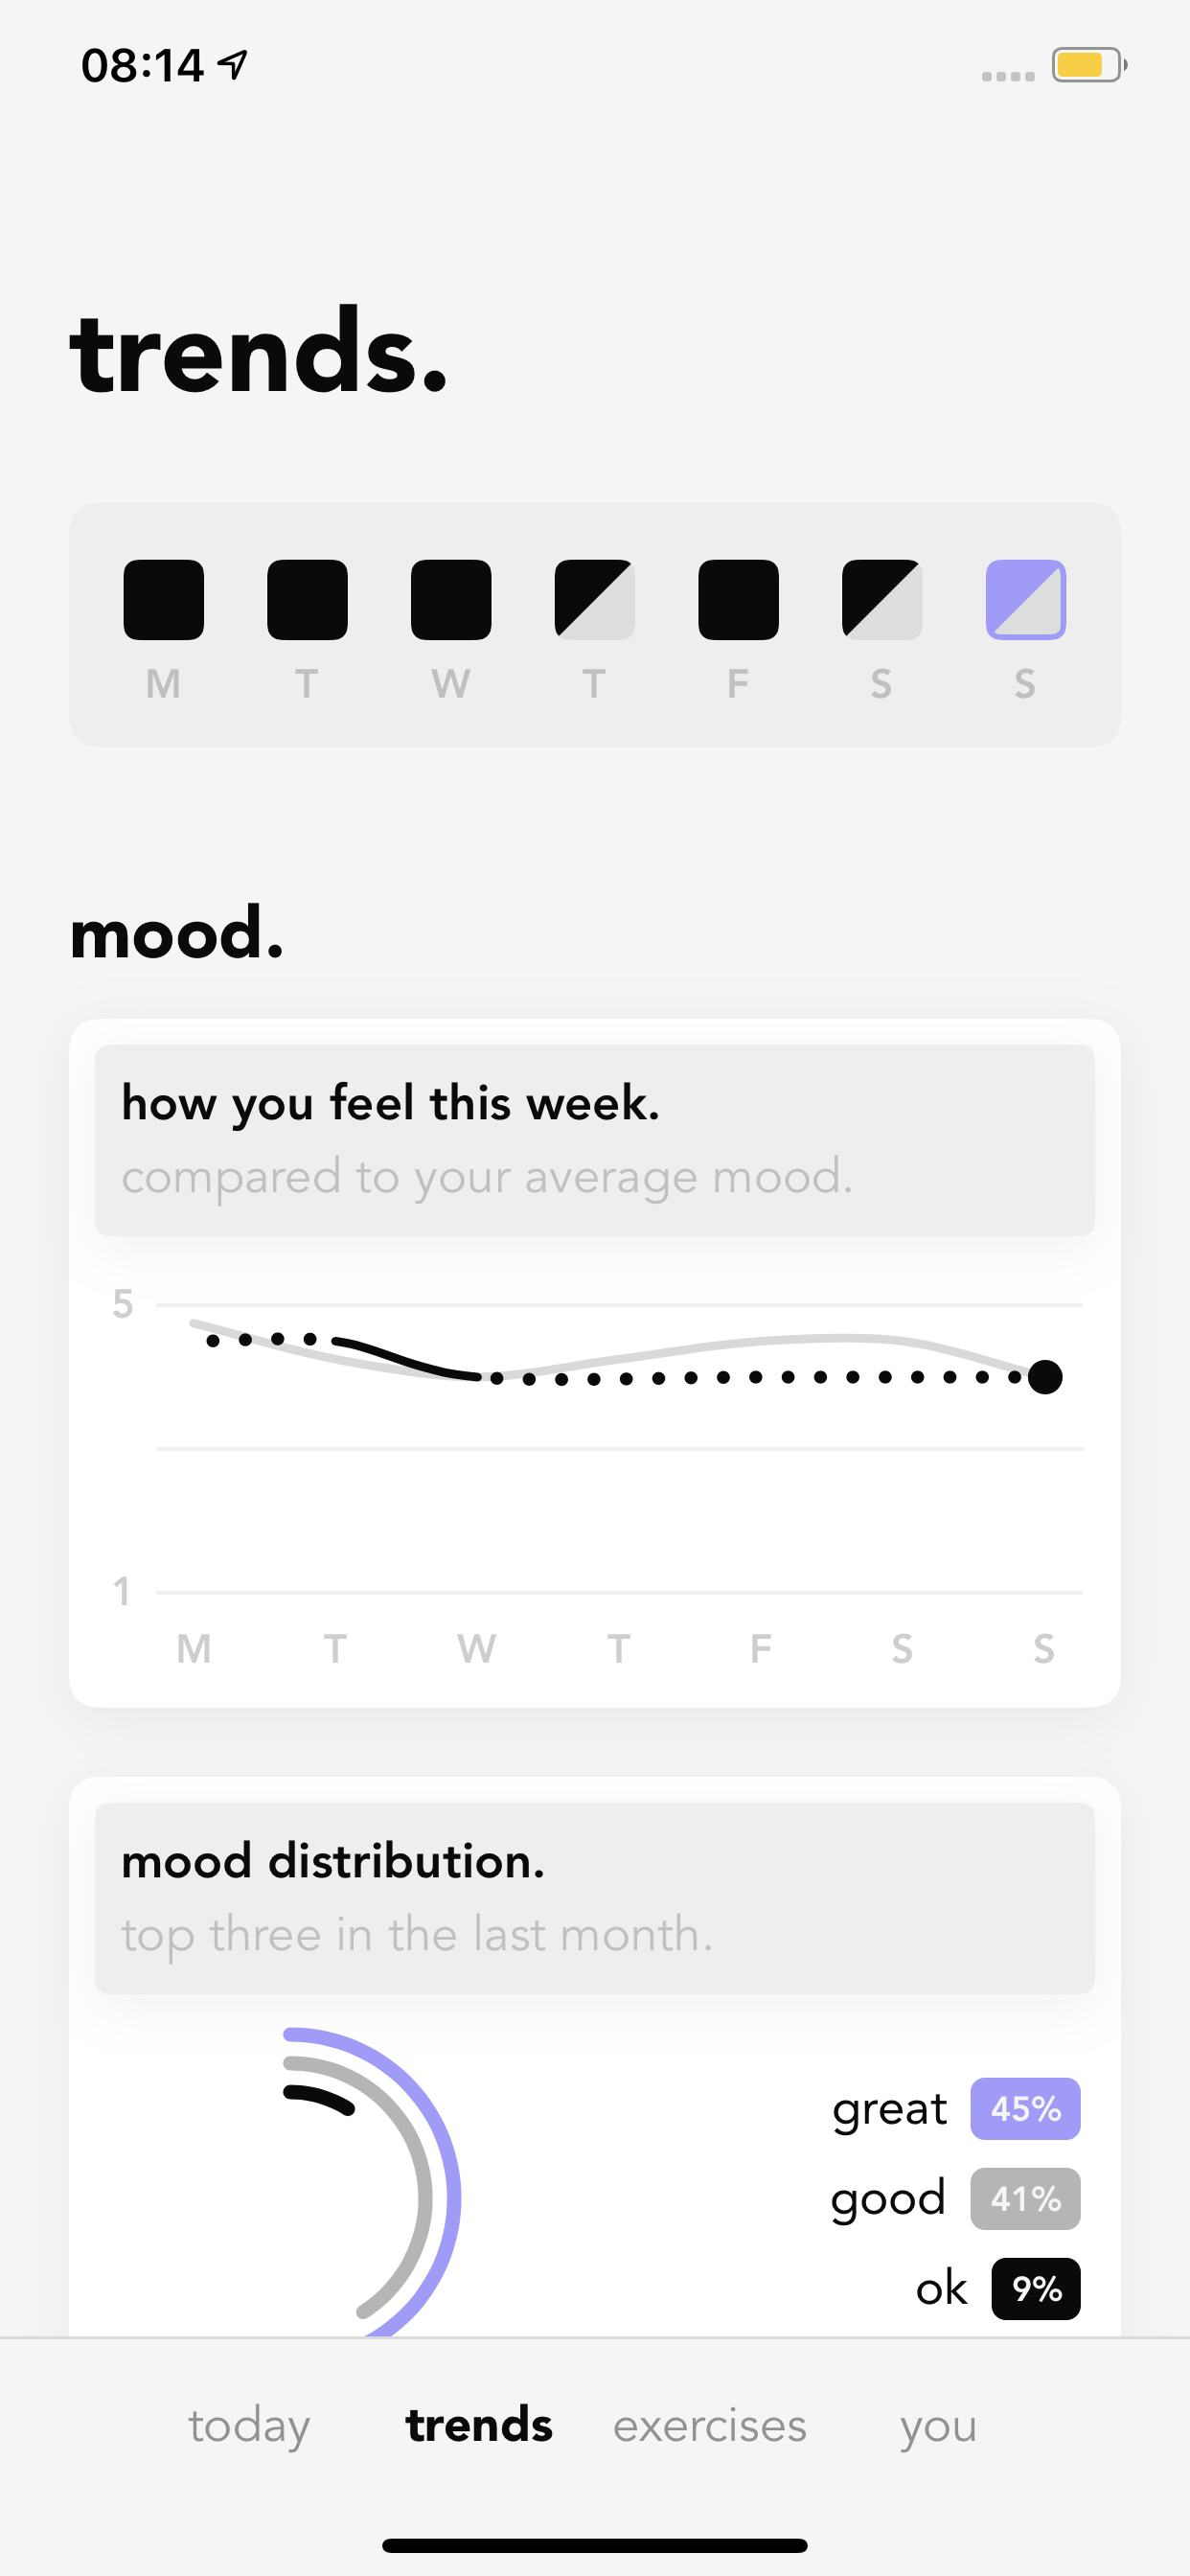 08:14
trends.
M T W T F S S
mood.
how you feel this week.
compared to your average mood.
5
1
M T W T F S S
mood distribution.
top three in the last month.
great 45%
good 41%
ok 9%
today trends exercises you